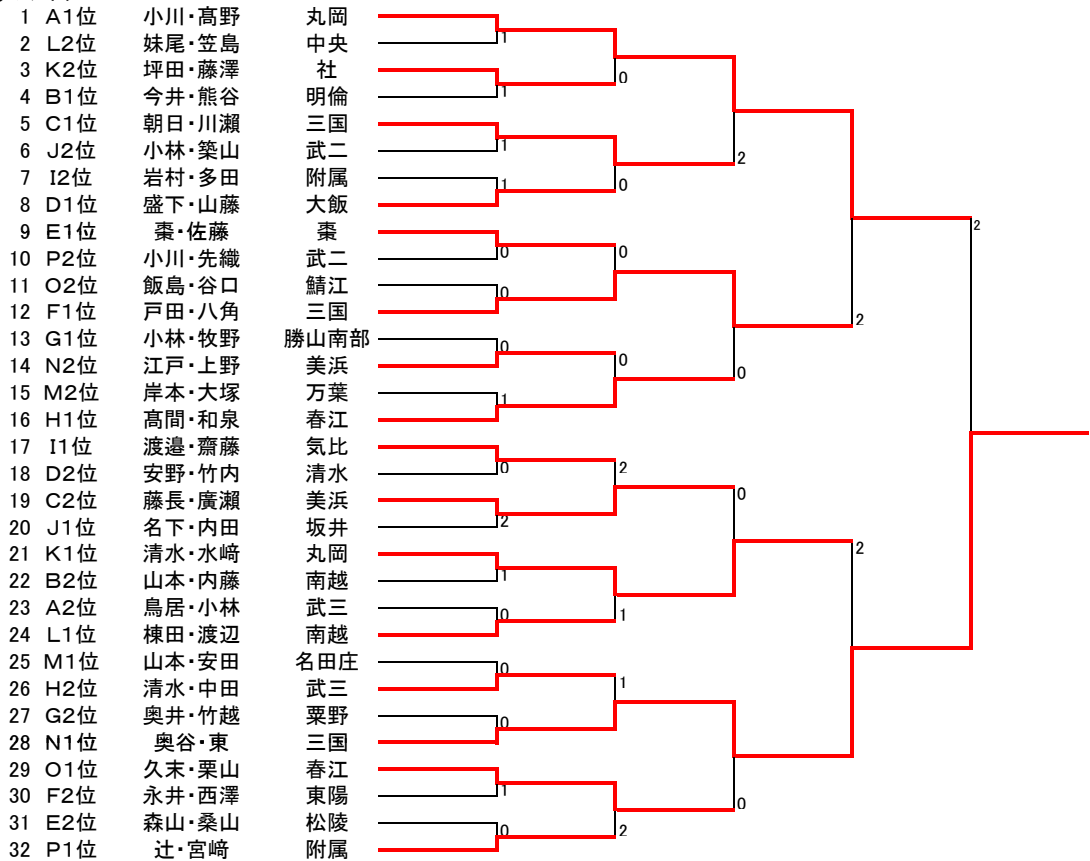 1 A1位 小川・髙野 丸岡
2 L2位 妹尾・笠島 中央 1
3 K2位 坪田・藤澤 社 0
4 B1位 今井・熊谷 明倫 1
5 C1位 朝日・川瀨 三国
6 J2位 小林・築山 武二 1 2
7 I2位 岩村・多田 附属 1 0
8 D1位 盛下・山藤 大飯
9 E1位 棗・佐藤 棗 2
10 P2位 小川・先織 武二 0 0
11 O2位 飯島・谷口 鯖江 0
12 F1位 戸田・八角 三国 2
13 G1位 小林・牧野 勝山南部 0
14 N2位 江戸・上野 美浜 0 0
15 M2位 岸本・大塚 万葉 1
16 H1位 髙間・和泉 春江
17 I1位 渡邉・齋藤 気比
18 D2位 安野・竹内 清水 0 2
19 C2位 藤長・廣瀨 美浜 0
20 J1位 名下・内田 坂井 2
21 K1位 清水・水﨑 丸岡 2
22 B2位 山本・内藤 南越 1
23 A2位 鳥居・小林 武三 0 1
24 L1位 棟田・渡辺 南越
25 M1位 山本・安田 名田庄 0
26 H2位 清水・中田 武三 1
27 G2位 奥井・竹越 粟野 0
28 N1位 奥谷・東 三国
29 O1位 久末・栗山 春江
30 F2位 永井・西澤 東陽 1 0
31 E2位 森山・桑山 松陵 0 2
32 P1位 辻・宮﨑 附属